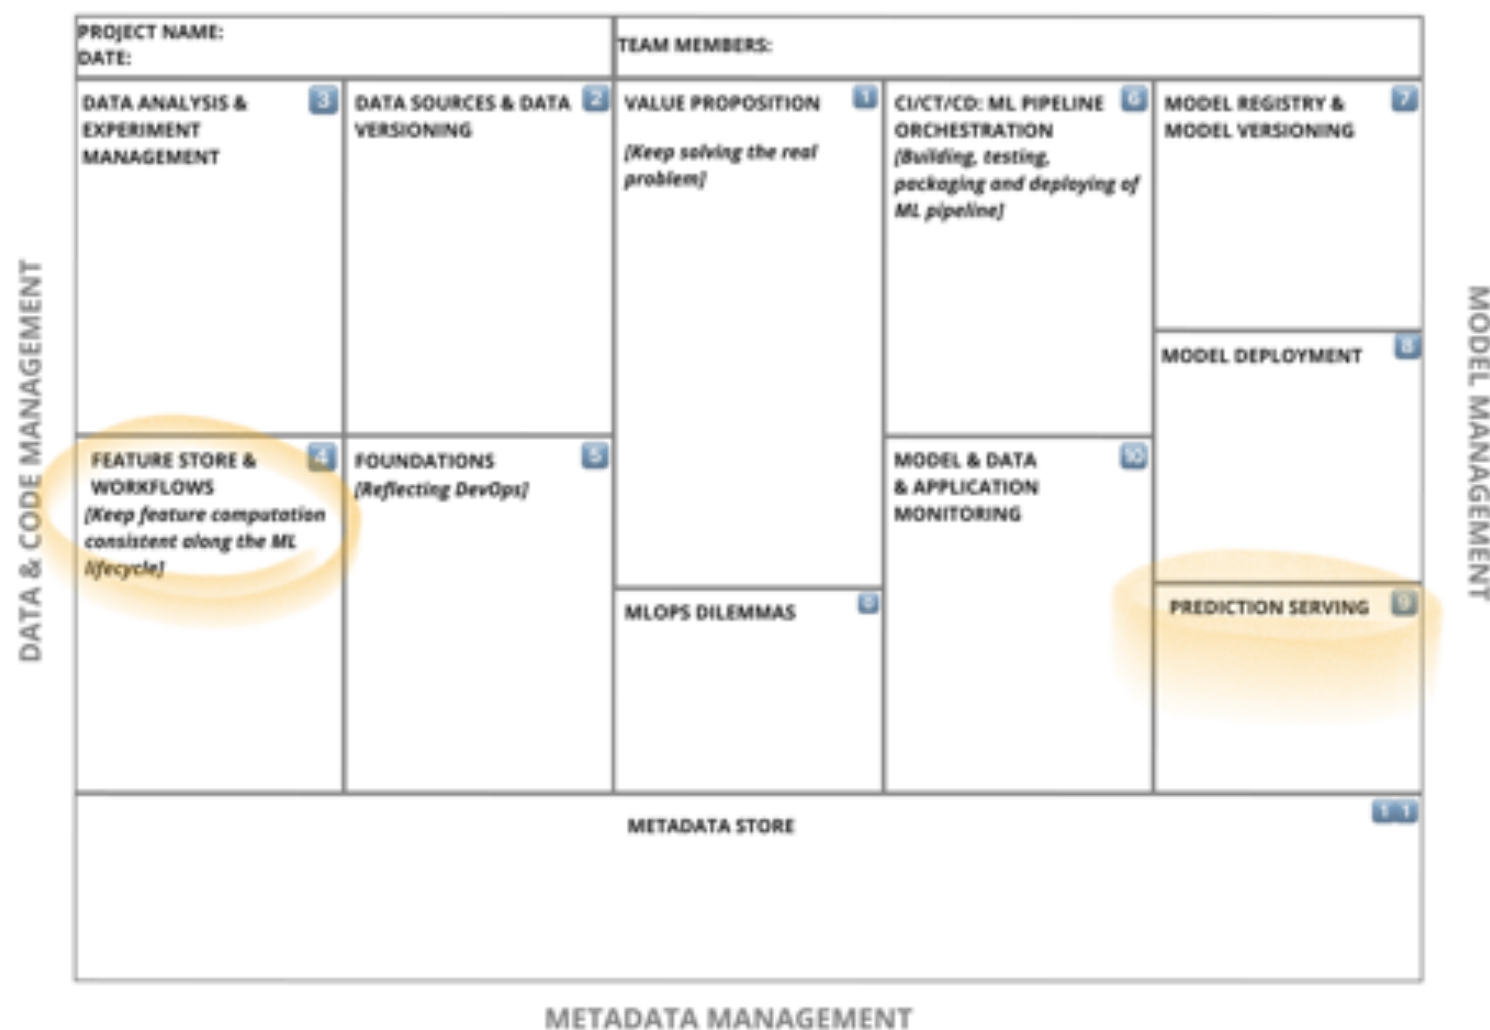 PROJECT NAME:
DATE:
TEAM MEMBERS:
DATA ANALYSIS & 3
EXPERIMENT
MANAGEMENT
DATA SOURCES & DATA 2
VERSIONING
VALUE PROPOSITION 1
[Keep solving the real
problem]
CI/CT/CD: ML PIPELINE 6
ORCHESTRATION
[Building, testing,
packaging and deploying of
ML pipeline]
MODEL REGISTRY & 7
MODEL VERSIONING
MODEL DEPLOYMENT 8
FEATURE STORE & 4
WORKFLOWS
[Keep feature computation
consistent along the ML
lifecycle]
FOUNDATIONS 5
[Reflecting DevOps]
MLOPS DILEMMAS
MODEL & DATA 10
& APPLICATION
MONITORING
PREDICTION SERVING 9
METADATA STORE 1 1
DATA & CODE MANAGEMENT
MODEL MANAGEMENT
METADATA MANAGEMENT